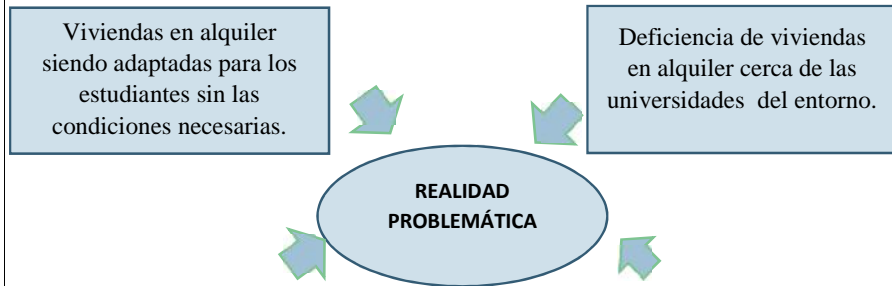 Viviendas en alquiler
siendo adaptadas para los
estudiantes sin las
condiciones necesarias.
Deficiencia de viviendas
en alquiler cerca de las
universidades del entorno.
REALIDAD
PROBLEMÁTICA